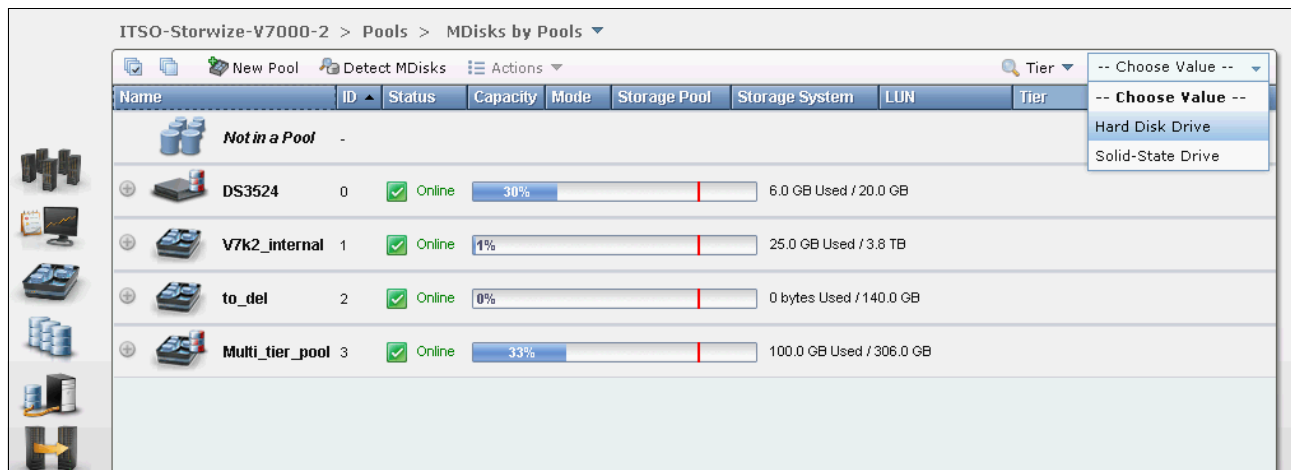 ITSO-Storwize-V7000-2 > Pools > MDisks by Pools
New Pool Detect MDisks Actions Tier -- Choose Value --
Name ID Status Capacity Mode Storage Pool Storage System LUN Tier
-- Choose Value --
Hard Disk Drive
Solid-State Drive
Not in a Pool -
DS3524 0 Online 30% 6.0 GB Used / 20.0 GB
V7k2_internal 1 Online 1% 25.0 GB Used / 3.8 TB
to_del 2 Online 0% 0 bytes Used / 140.0 GB
Multi_tier_pool 3 Online 33% 100.0 GB Used / 306.0 GB